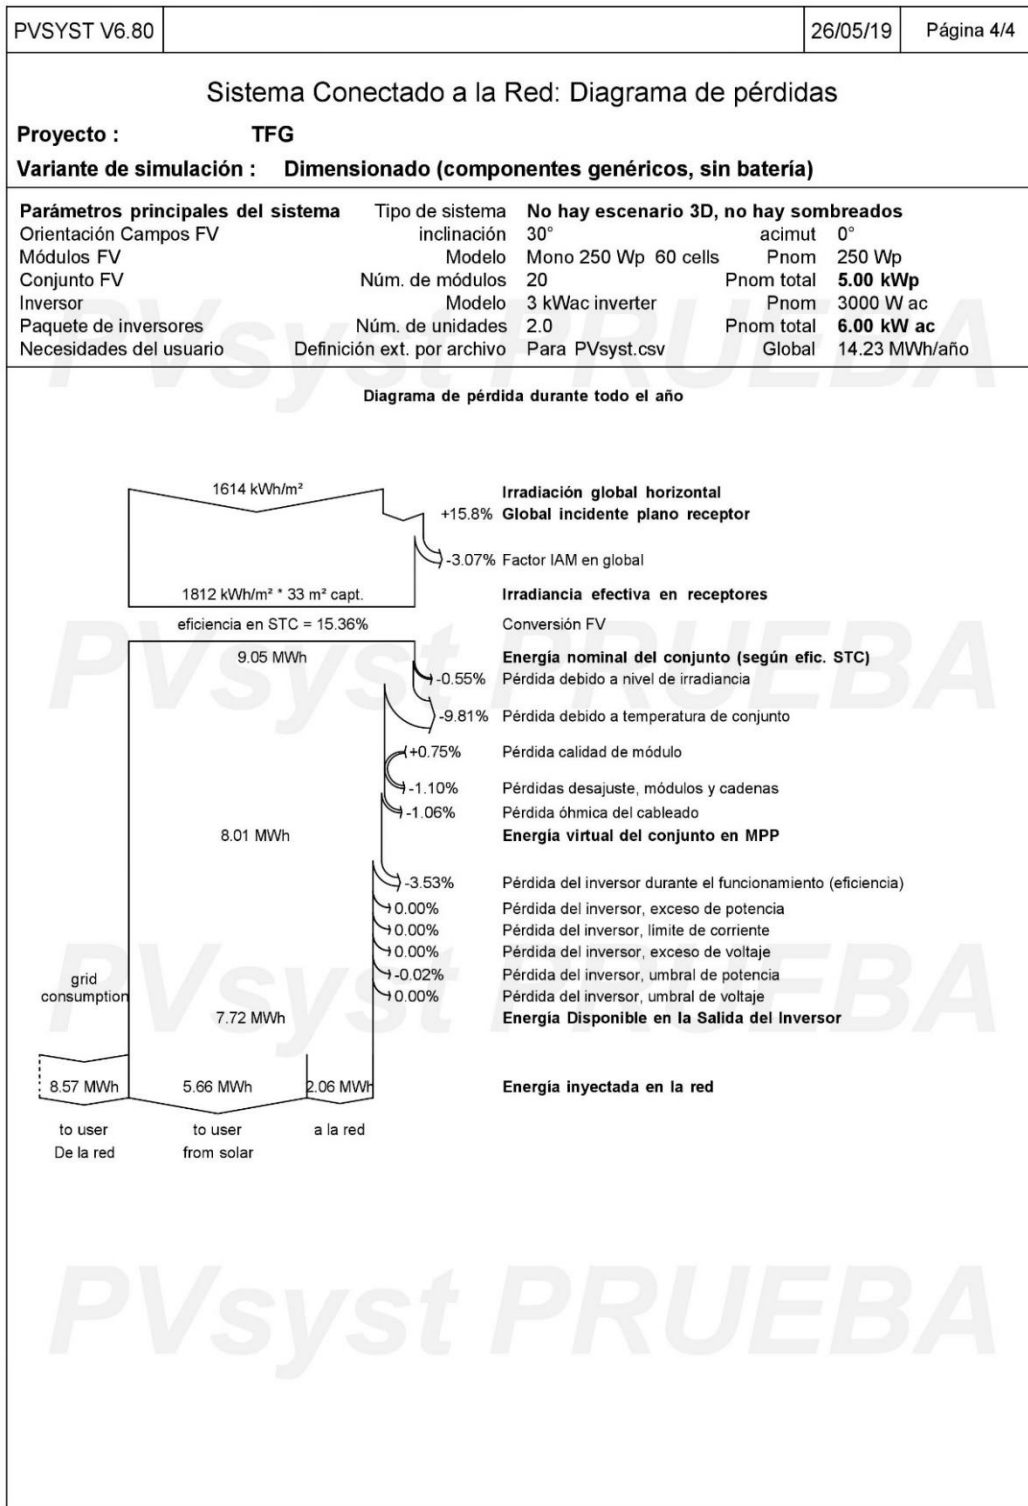 PVSYST V6.80 26/05/19 Página 4/4
Sistema Conectado a la Red: Diagrama de pérdidas
Proyecto : TFG
Variante de simulación : Dimensionado (componentes genéricos, sin batería)
Parámetros principales del sistema Tipo de sistema No hay escenario 3D, no hay sombreados
Orientación Campos FV inclinación 30° acimut 0°
Módulos FV Modelo Mono 250 Wp 60 cells Pnom 250 Wp
Conjunto FV Núm. de módulos 20 Pnom total 5.00 kWp
Inversor Modelo 3 kWac inverter Pnom 3000 W ac
Paquete de inversores Núm. de unidades 2.0 Pnom total 6.00 kW ac
Necesidades del usuario Definición ext. por archivo Para PVsyst.csv Global 14.23 MWh/año
PVsyst PRUEBA
Diagrama de pérdida durante todo el año
1614 kWh/m² Irradiación global horizontal
+15.8% Global incidente plano receptor
-3.07% Factor IAM en global
1812 kWh/m² * 33 m² capt. Irradiancia efectiva en receptores
eficiencia en STC = 15.36% Conversión FV
9.05 MWh Energía nominal del conjunto (según efic. STC)
PVsyst PRUEBA
-0.55% Pérdida debido a nivel de irradiancia
-9.81% Pérdida debido a temperatura de conjunto
+0.75% Pérdida calidad de módulo
-1.10% Pérdidas desajuste, módulos y cadenas
-1.06% Pérdida óhmica del cableado
8.01 MWh Energía virtual del conjunto en MPP
-3.53% Pérdida del inversor durante el funcionamiento (eficiencia)
0.00% Pérdida del inversor, exceso de potencia
0.00% Pérdida del inversor, límite de corriente
0.00% Pérdida del inversor, exceso de voltaje
-0.02% Pérdida del inversor, umbral de potencia
0.00% Pérdida del inversor, umbral de voltaje
PVsyst PRUEBA
grid
consumption
7.72 MWh Energía Disponible en la Salida del Inversor
8.57 MWh 5.66 MWh 2.06 MWh Energía inyectada en la red
to user to user a la red
De la red from solar
PVsyst PRUEBA